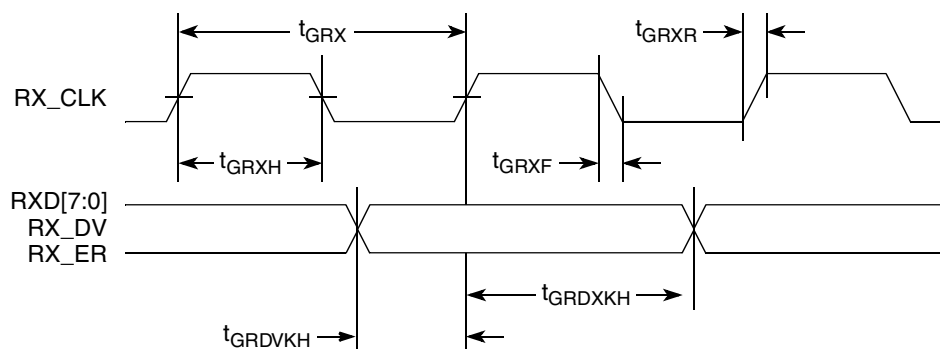 tGRX
tGRXR
RX_CLK
tGRXH
tGRXF
RXD[7:0]
RX_DV
RX_ER
tGRDXKH
tGRDVKH